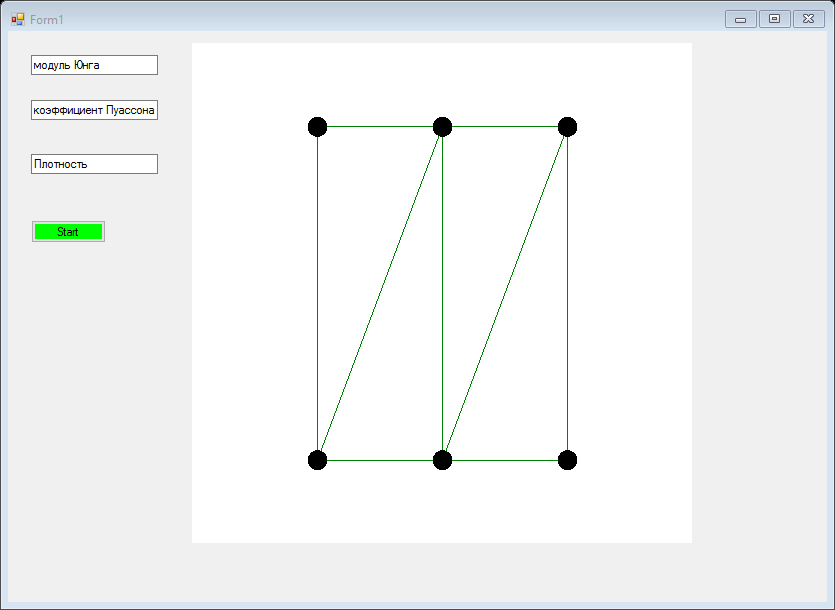 Form1
модуль Юнга
коэффициент Пуассона
Плотность
Start